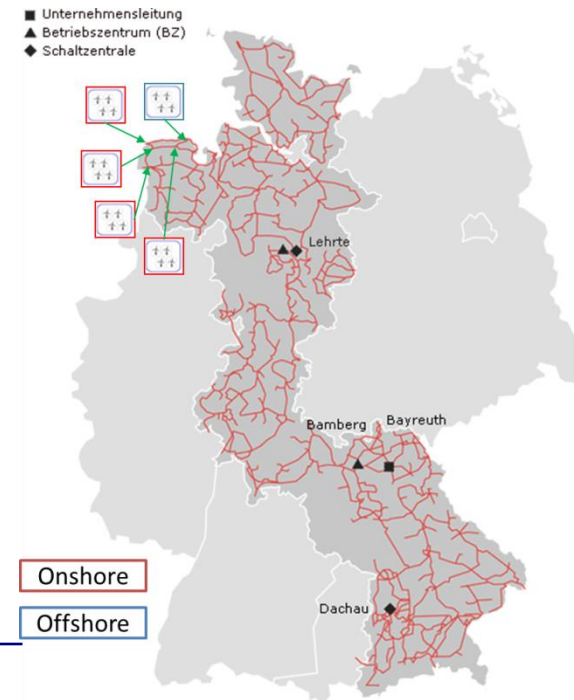 Unternehmensleitung
Betriebszentrum (BZ)
Schaltzentrale
Lehrte
Bamberg
Bayreuth
Onshore
Dachau
Offshore